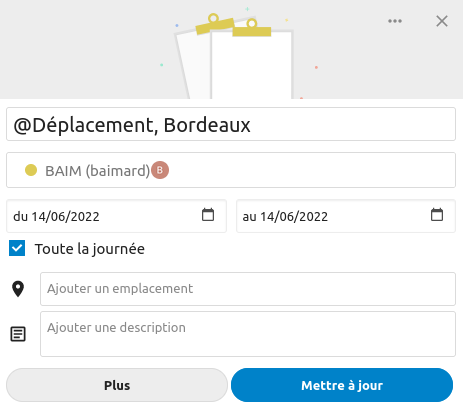 @Déplacement, Bordeaux
BAIM (baimard) B
du 14/06/2022
au 14/06/2022
Toute la journée
Ajouter un emplacement
Ajouter une description
Plus
Mettre à jour